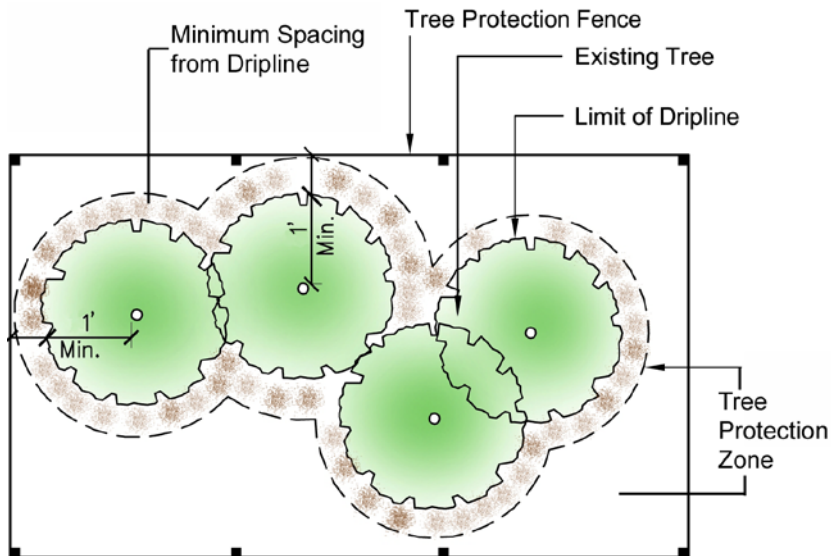 Tree Protection Fence
Minimum Spacing
from Dripline
Existing Tree
Limit of Dripline
1'
Min.
1'
Min.
Tree
Protection
Zone